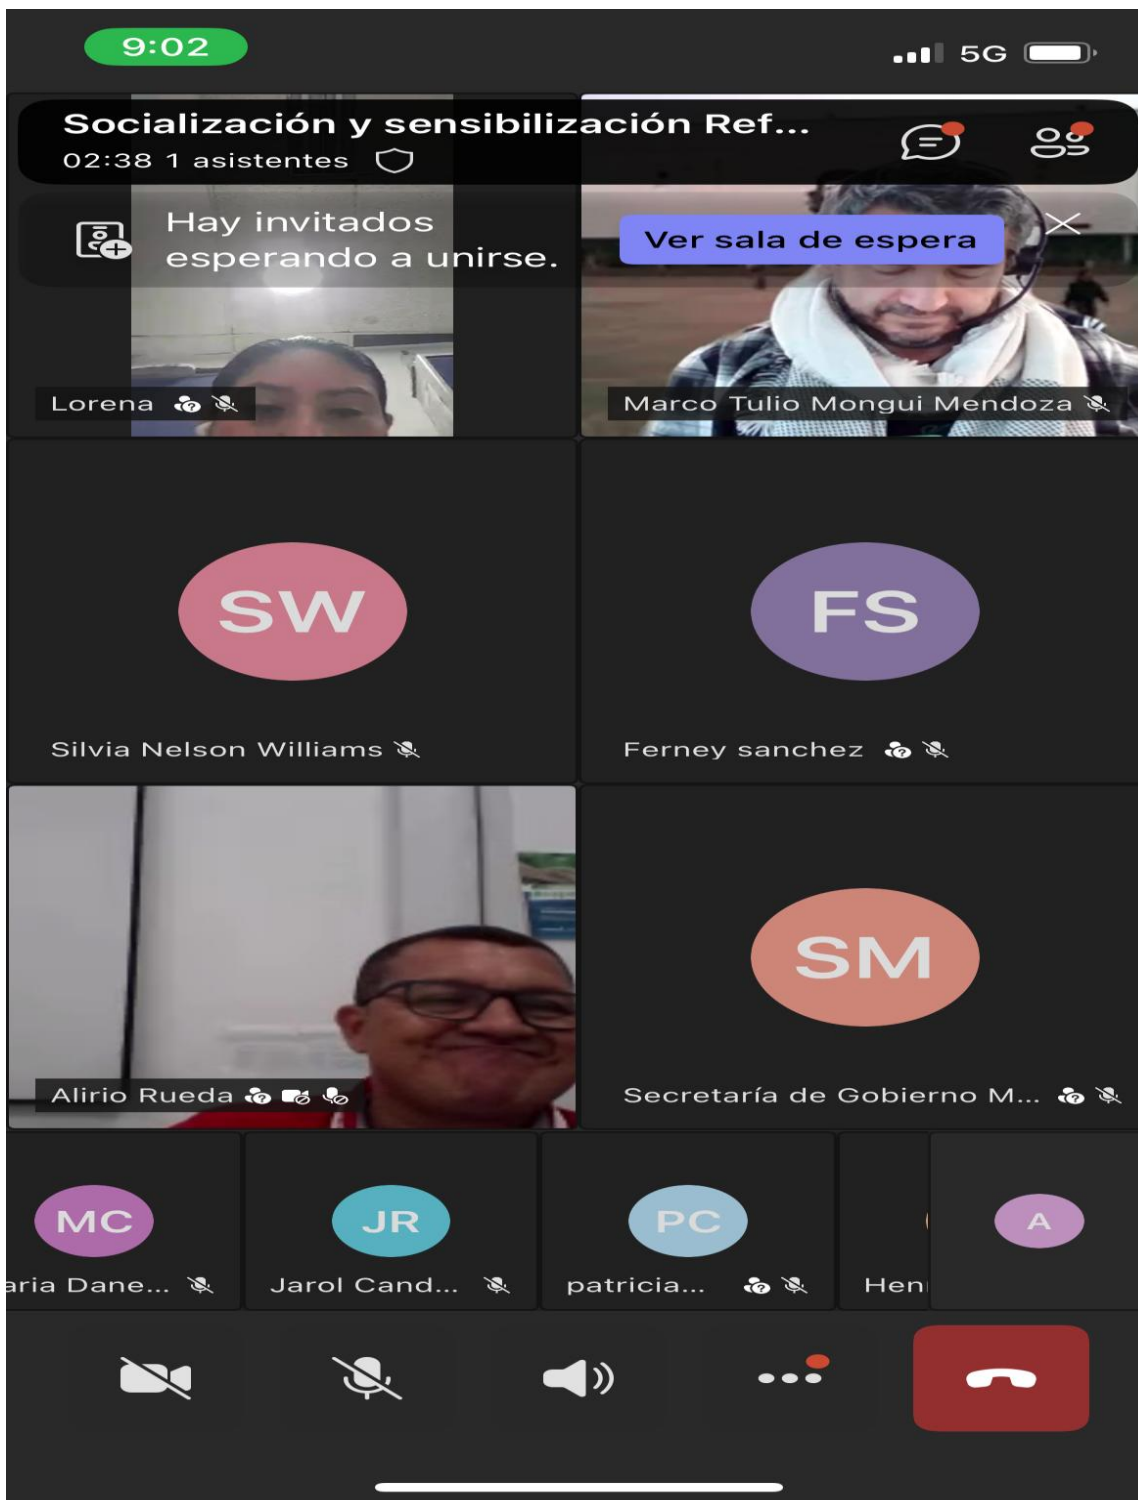 9:02
5G
Socialización y sensibilización Ref...
02:38 1 asistentes
Hay invitados
esperando a unirse.
Ver sala de espera
Lorena
Marco Tulio Mongui Mendoza
SW
FS
Silvia Nelson Williams
Ferney sanchez
SM
Alirio Rueda
Secretaría de Gobierno M...
MC
JR
PC
A
aria Dane...
Jarol Cand...
patricia...
Hen